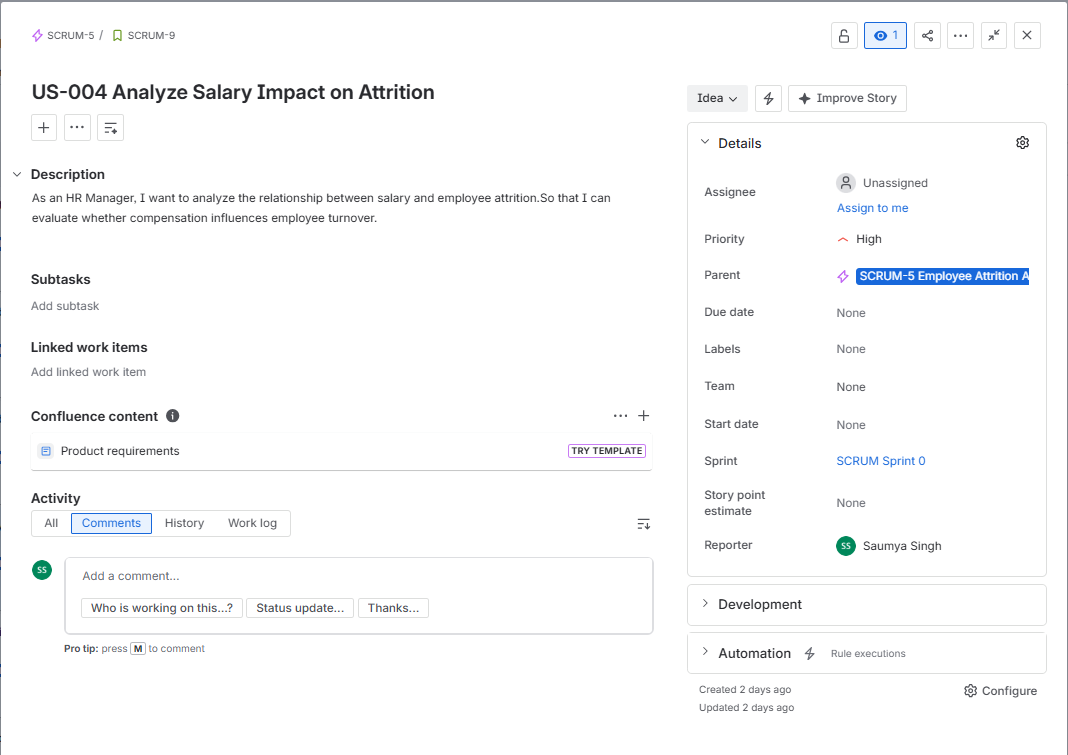 SCRUM-5 / SCRUM-9
1
US-004 Analyze Salary Impact on Attrition
Description
As an HR Manager, I want to analyze the relationship between salary and employee attrition.So that I can
evaluate whether compensation influences employee turnover.
Subtasks
Add subtask
Linked work items
Add linked work item
Confluence content
Product requirements TRY TEMPLATE
Activity
All Comments History Work log
SS
Add a comment...
Who is working on this...? Status update... Thanks...
Pro tip: press M to comment
Idea Improve Story
Details
Assignee Unassigned
Assign to me
Priority High
Parent SCRUM-5 Employee Attrition A
Due date None
Labels None
Team None
Start date None
Sprint SCRUM Sprint 0
Story point
estimate None
Reporter SS Saumya Singh
Development
Automation Rule executions
Created 2 days ago
Updated 2 days ago
Configure